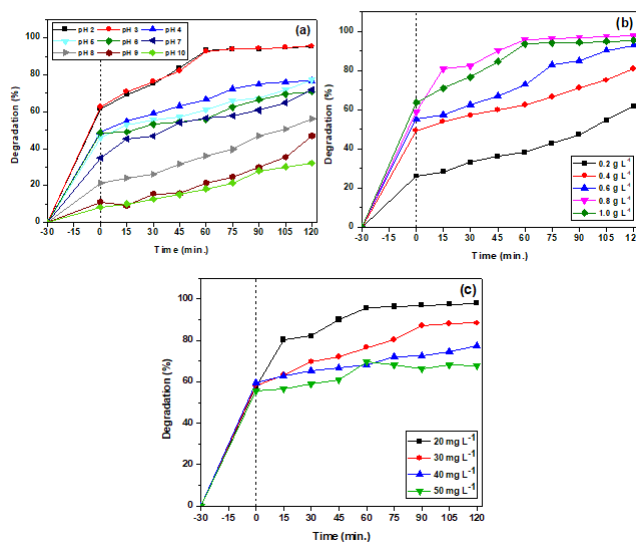 (a)
pH 2 pH 3 pH 4
pH 5 pH 6 pH 7
pH 8 pH 9 pH 10
Degradation (%)
100
80
60
40
20
0
-30 -15 0 15 30 45 60 75 90 105 120
Time (min.)
(b)
Degradation (%)
100
80
60
40
20
0
0.2 g L-1
0.4 g L-1
0.6 g L-1
0.8 g L-1
1.0 g L-1
-30 -15 0 15 30 45 60 75 90 105 120
Time (min.)
(c)
Degradation (%)
100
80
60
40
20
0
20 mg L-1
30 mg L-1
40 mg L-1
50 mg L-1
-30 -15 0 15 30 45 60 75 90 105 120
Time (min.)